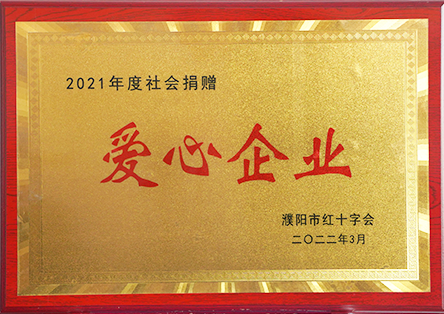 2021年度社会捐赠
爱心企业
濮阳市红十字会
二〇二二年3月